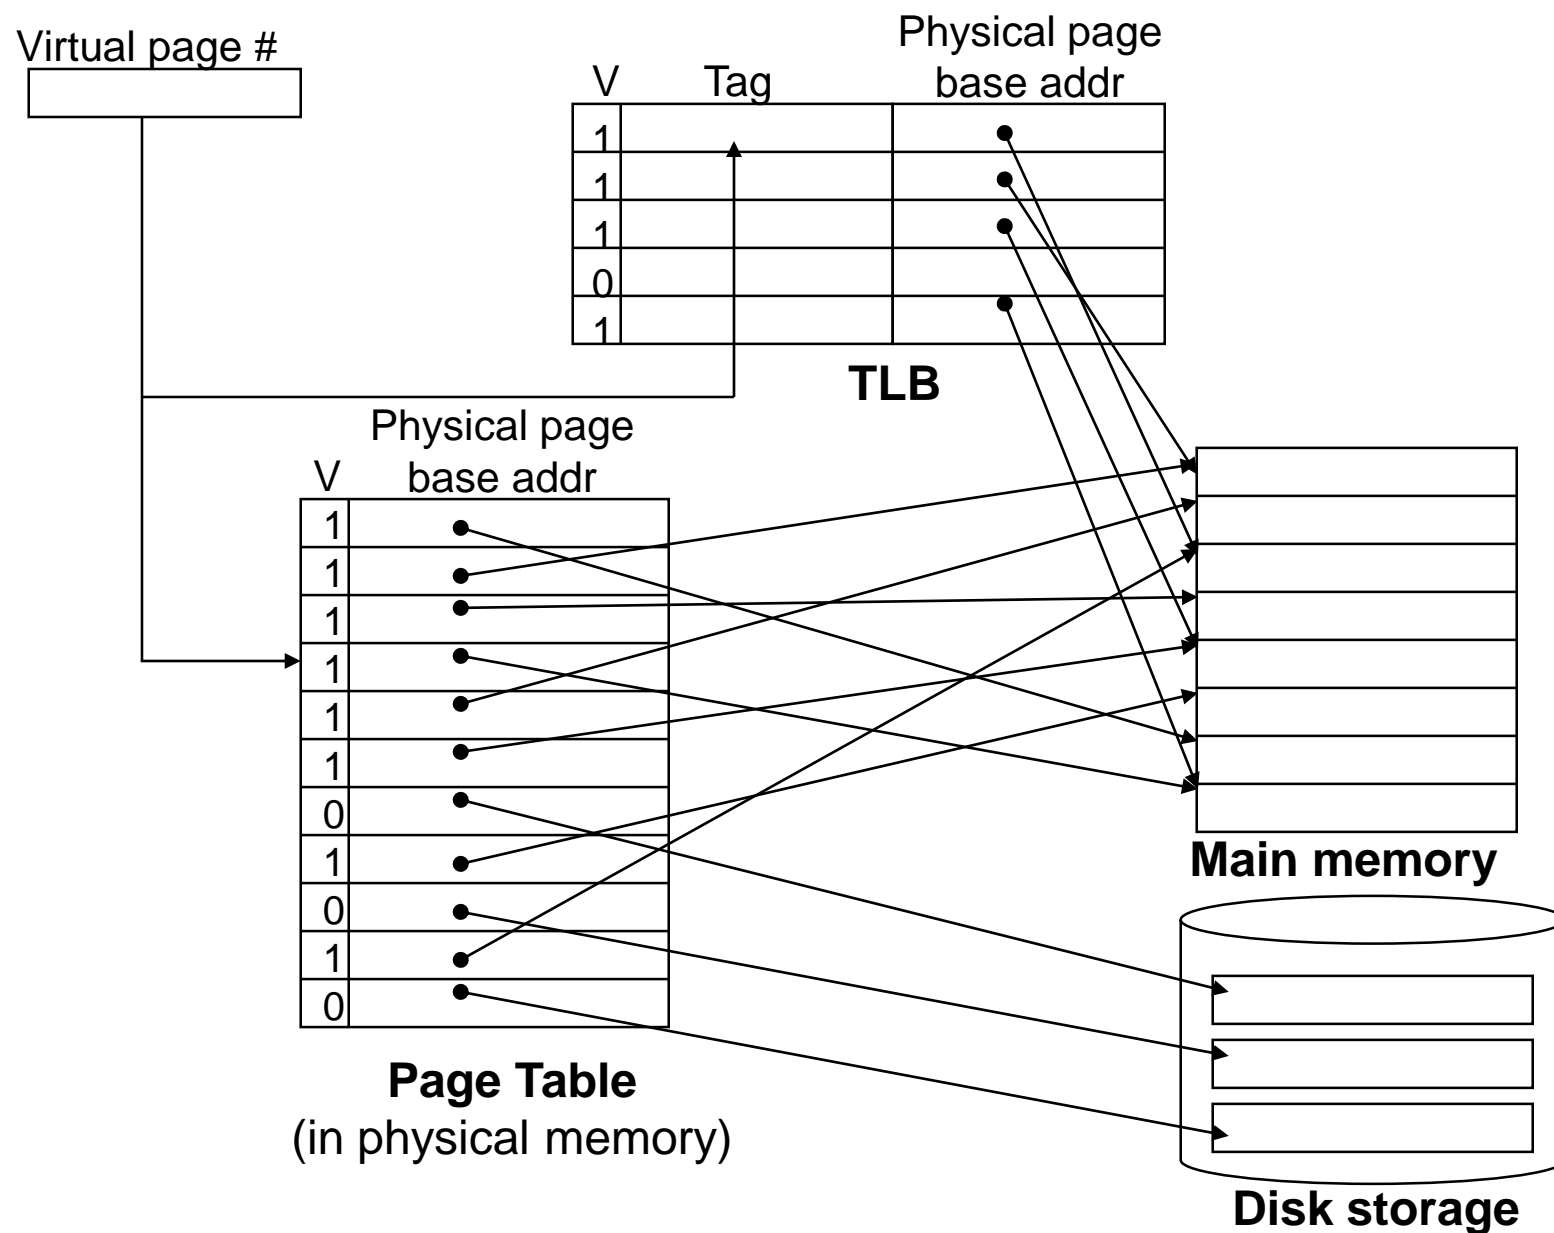 Virtual page #
Physical page
base addr
V
Tag
1
1
1
0
1
TLB
Physical page
base addr
V
1
1
1
1
1
1
0
1
0
1
0
Page Table
(in physical memory)
Main memory
Disk storage